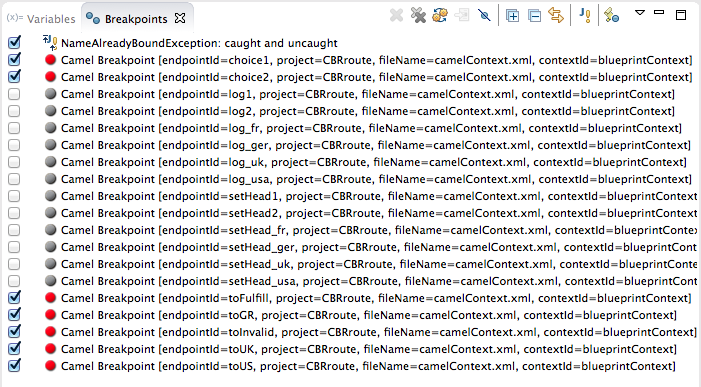 (x)= Variables Breakpoints
NameAlreadyBoundException: caught and uncaught
Camel Breakpoint [endpointId=choice1, project=CBRroute, fileName=camelContext.xml, contextId=blueprintContext]
Camel Breakpoint [endpointId=choice2, project=CBRroute, fileName=camelContext.xml, contextId=blueprintContext]
Camel Breakpoint [endpointId=log1, project=CBRroute, fileName=camelContext.xml, contextId=blueprintContext]
Camel Breakpoint [endpointId=log2, project=CBRroute, fileName=camelContext.xml, contextId=blueprintContext]
Camel Breakpoint [endpointId=log_fr, project=CBRroute, fileName=camelContext.xml, contextId=blueprintContext]
Camel Breakpoint [endpointId=log_ger, project=CBRroute, fileName=camelContext.xml, contextId=blueprintContext]
Camel Breakpoint [endpointId=log_uk, project=CBRroute, fileName=camelContext.xml, contextId=blueprintContext]
Camel Breakpoint [endpointId=log_usa, project=CBRroute, fileName=camelContext.xml, contextId=blueprintContext]
Camel Breakpoint [endpointId=setHead1, project=CBRroute, fileName=camelContext.xml, contextId=blueprintContext
Camel Breakpoint [endpointId=setHead2, project=CBRroute, fileName=camelContext.xml, contextId=blueprintContext
Camel Breakpoint [endpointId=setHead_fr, project=CBRroute, fileName=camelContext.xml, contextId=blueprintConte
Camel Breakpoint [endpointId=setHead_ger, project=CBRroute, fileName=camelContext.xml, contextId=blueprintCon
Camel Breakpoint [endpointId=setHead_uk, project=CBRroute, fileName=camelContext.xml, contextId=blueprintCont
Camel Breakpoint [endpointId=setHead_usa, project=CBRroute, fileName=camelContext.xml, contextId=blueprintCon
Camel Breakpoint [endpointId=toFulfill, project=CBRroute, fileName=camelContext.xml, contextId=blueprintContext]
Camel Breakpoint [endpointId=toGR, project=CBRroute, fileName=camelContext.xml, contextId=blueprintContext]
Camel Breakpoint [endpointId=toInvalid, project=CBRroute, fileName=camelContext.xml, contextId=blueprintContext]
Camel Breakpoint [endpointId=toUK, project=CBRroute, fileName=camelContext.xml, contextId=blueprintContext]
Camel Breakpoint [endpointId=toUS, project=CBRroute, fileName=camelContext.xml, contextId=blueprintContext]